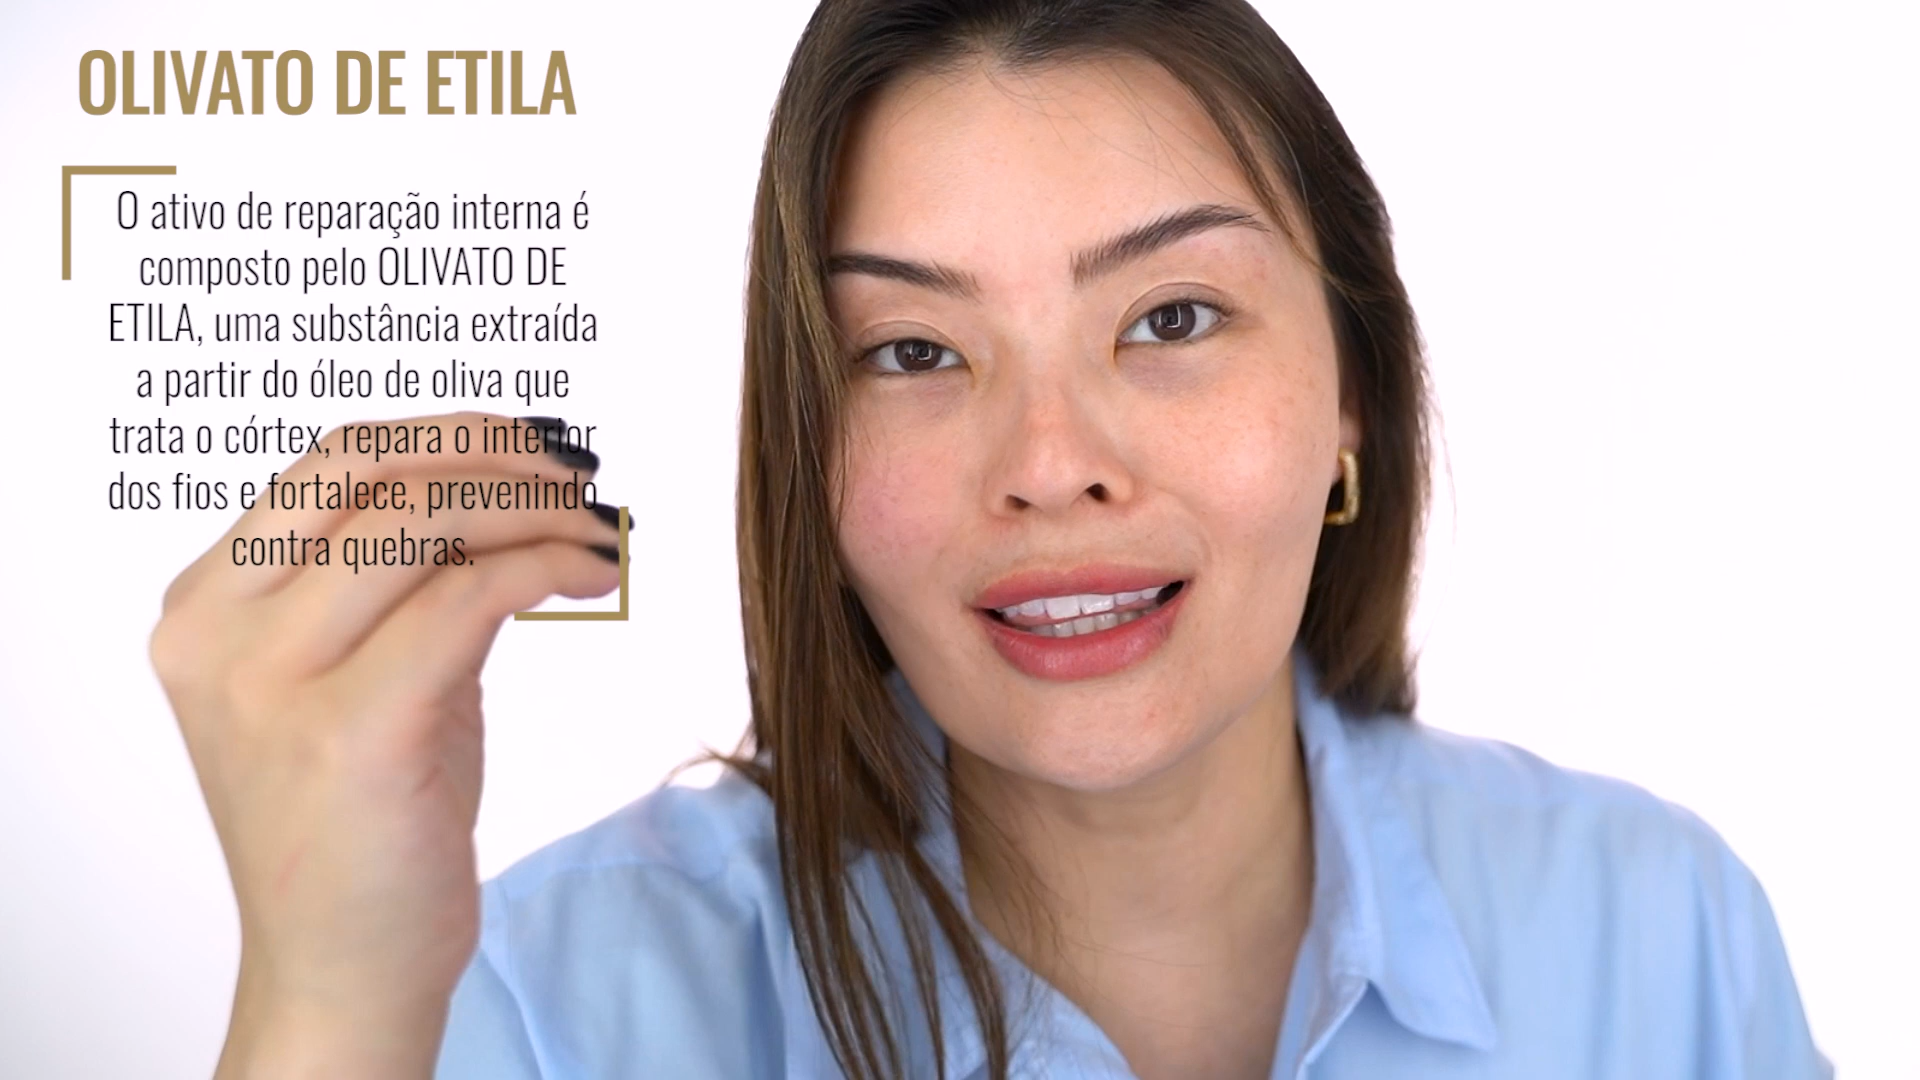 OLIVATO DE ETILA
O ativo de reparação interna é
composto pelo OLIVATO DE
ETILA, uma substância extraída
a partir do óleo de oliva que
trata o córtex, repara o interior
dos fios e fortalece, prevenindo
contra quebras.